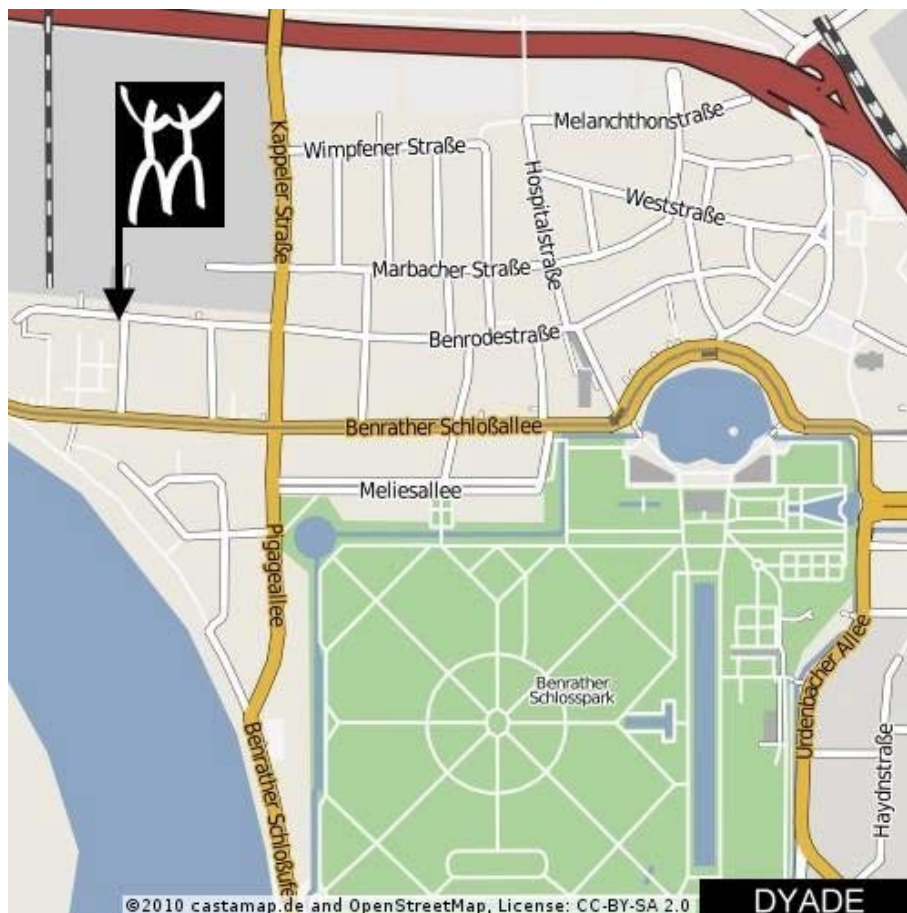 Melanchthonstraße
Kappeler Straße
Wimpfener Straße
Hospitalstraße
Weststraße
Marbacher Straße
Benrodestraße
Benrather Schloßallee
Meliesallee
Pigageallee
Benrather
Schlosspark
Urdenbacher Allee
Haydnstraße
Benrather Schloßufe
©2010 castamap.de and OpenStreetMap, License: CC-BY-SA 2.0
DYADE